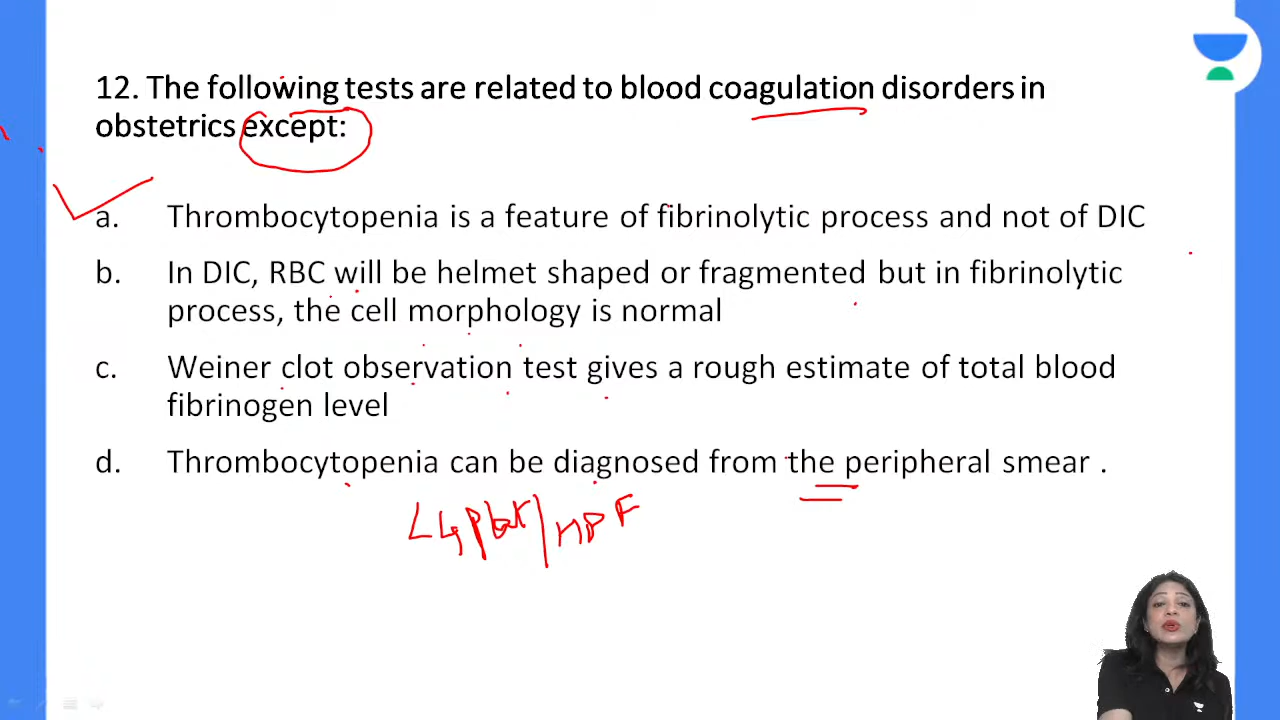 12. The following tests are related to blood coagulation disorders in
obstetrics except:
a. Thrombocytopenia is a feature of fibrinolytic process and not of DIC
b. In DIC, RBC will be helmet shaped or fragmented but in fibrinolytic
process, the cell morphology is normal
c. Weiner clot observation test gives a rough estimate of total blood
fibrinogen level
d. Thrombocytopenia can be diagnosed from the peripheral smear .
<4 plat/HPF